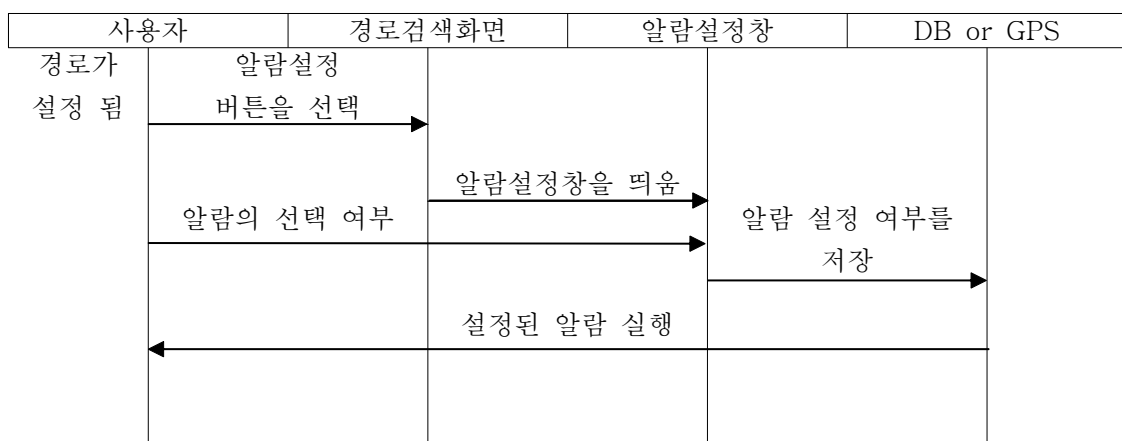 사용자 경로검색화면 알람설정창 DB or GPS
경로가 알람설정
설정 됨 버튼을 선택
알람설정창을 띄움
알람의 선택 여부 알람 설정 여부를
저장
설정된 알람 실행